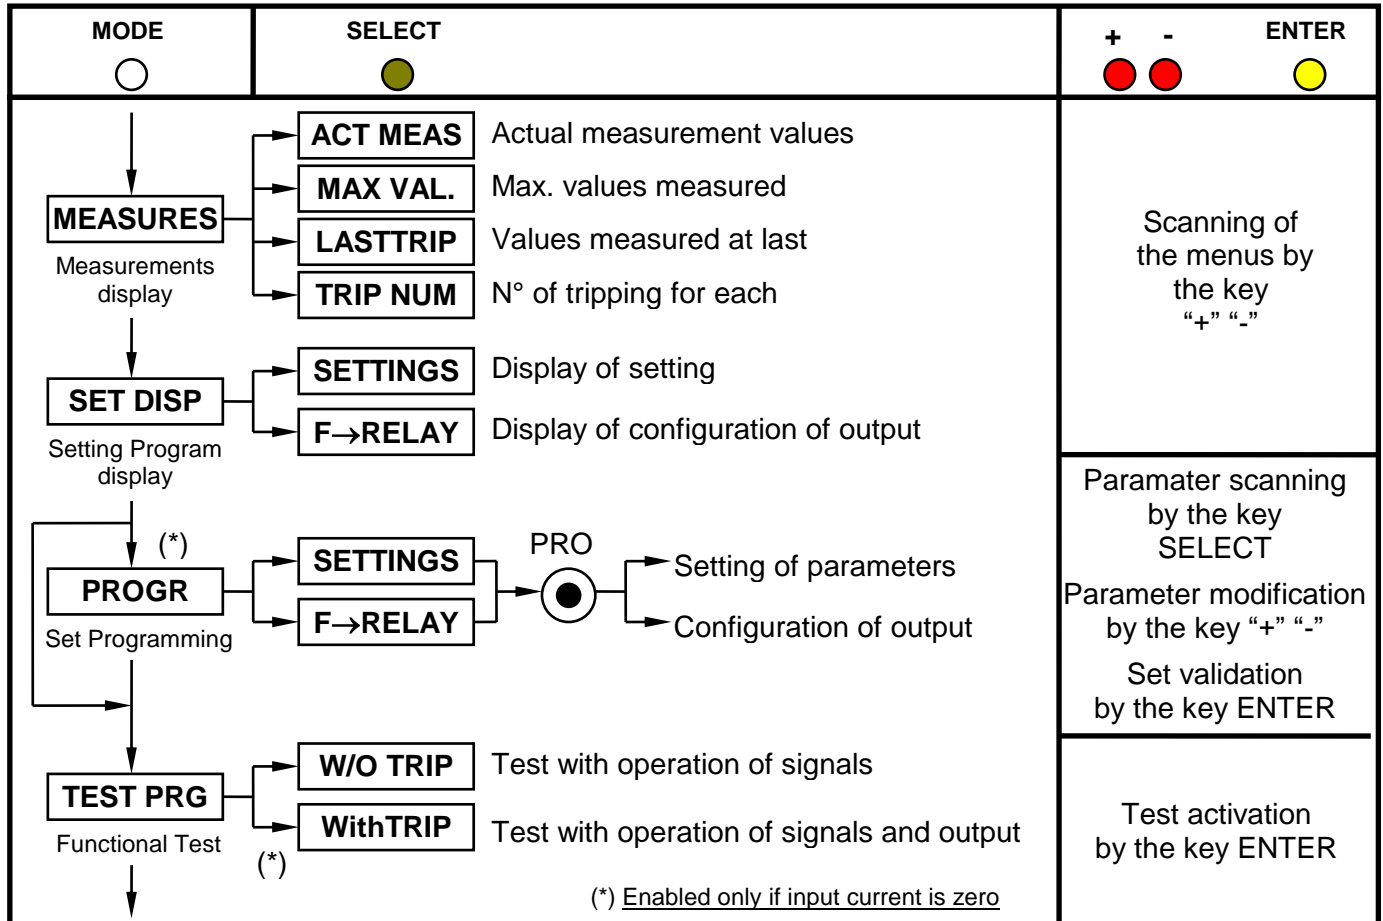 MODE
SELECT
+ -
ENTER
ACT MEAS Actual measurement values
MAX VAL. Max. values measured
MEASURES
LASTTRIP Values measured at last
Measurements
display
TRIP NUM N° of tripping for each
Scanning of
the menus by
the key
“+” “-”
SETTINGS Display of setting
SET DISP
F→RELAY Display of configuration of output
Setting Program
display
(*)
PROGR
Set Programming
SETTINGS
F→RELAY
PRO
Setting of parameters
Configuration of output
Paramater scanning
by the key
SELECT
Parameter modification
by the key “+” “-”
Set validation
by the key ENTER
W/O TRIP Test with operation of signals
TEST PRG
WithTRIP Test with operation of signals and output
Functional Test
(*)
Test activation
by the key ENTER
(*) Enabled only if input current is zero